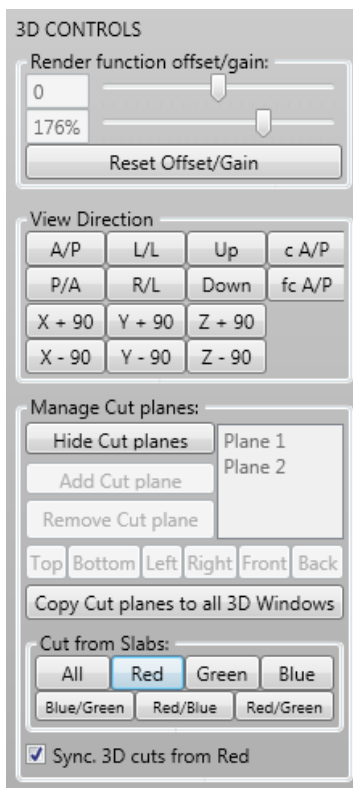 3D CONTROLS
Render function offset/gain:
0
176%
Reset Offset/Gain
View Direction
A/P L/L Up c A/P
P/A R/L Down fc A/P
X + 90 Y + 90 Z + 90
X - 90 Y - 90 Z - 90
Manage Cut planes:
Hide Cut planes Plane 1
Add Cut plane Plane 2
Remove Cut plane
Top Bottom Left Right Front Back
Copy Cut planes to all 3D Windows
Cut from Slabs:
All Red Green Blue
Blue/Green Red/Blue Red/Green
Sync. 3D cuts from Red